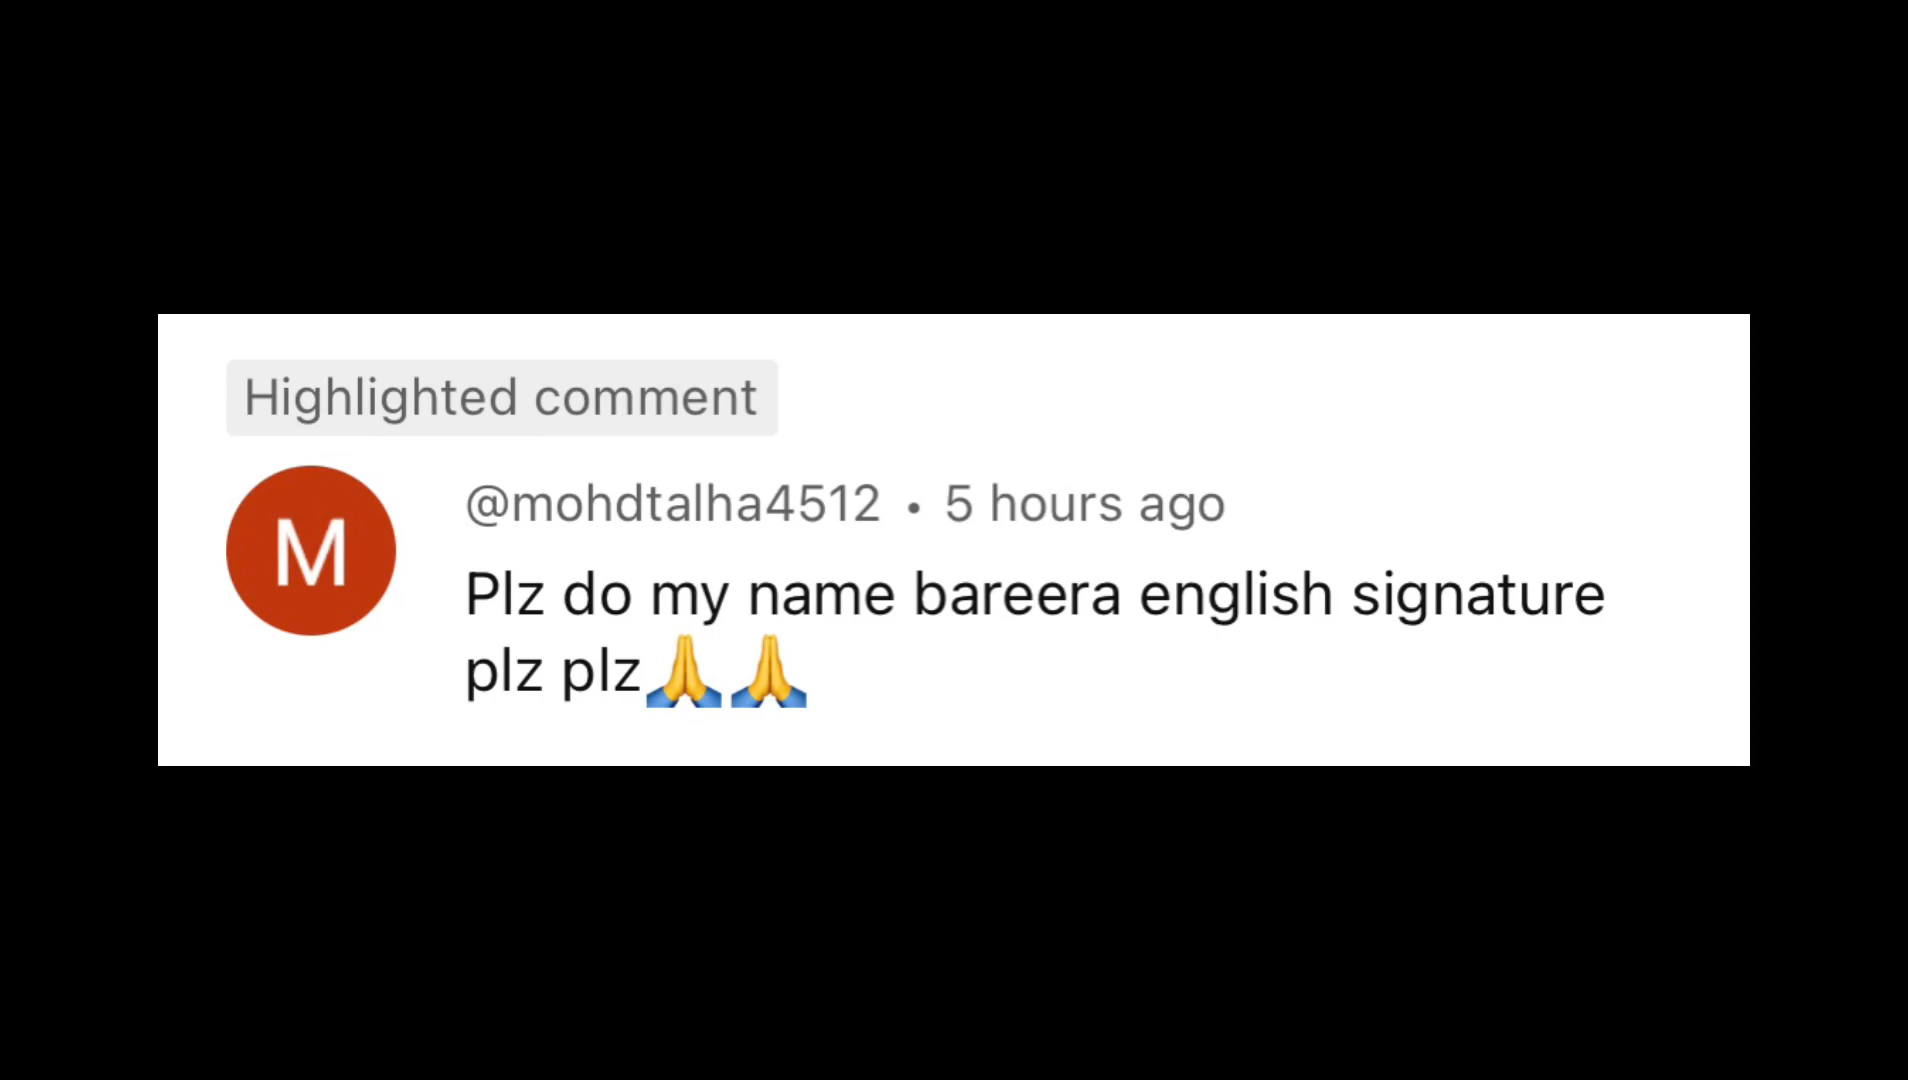 Highlighted comment
M
@mohdtalha4512 • 5 hours ago
Plz do my name bareera english signature
plz plz🙏🙏